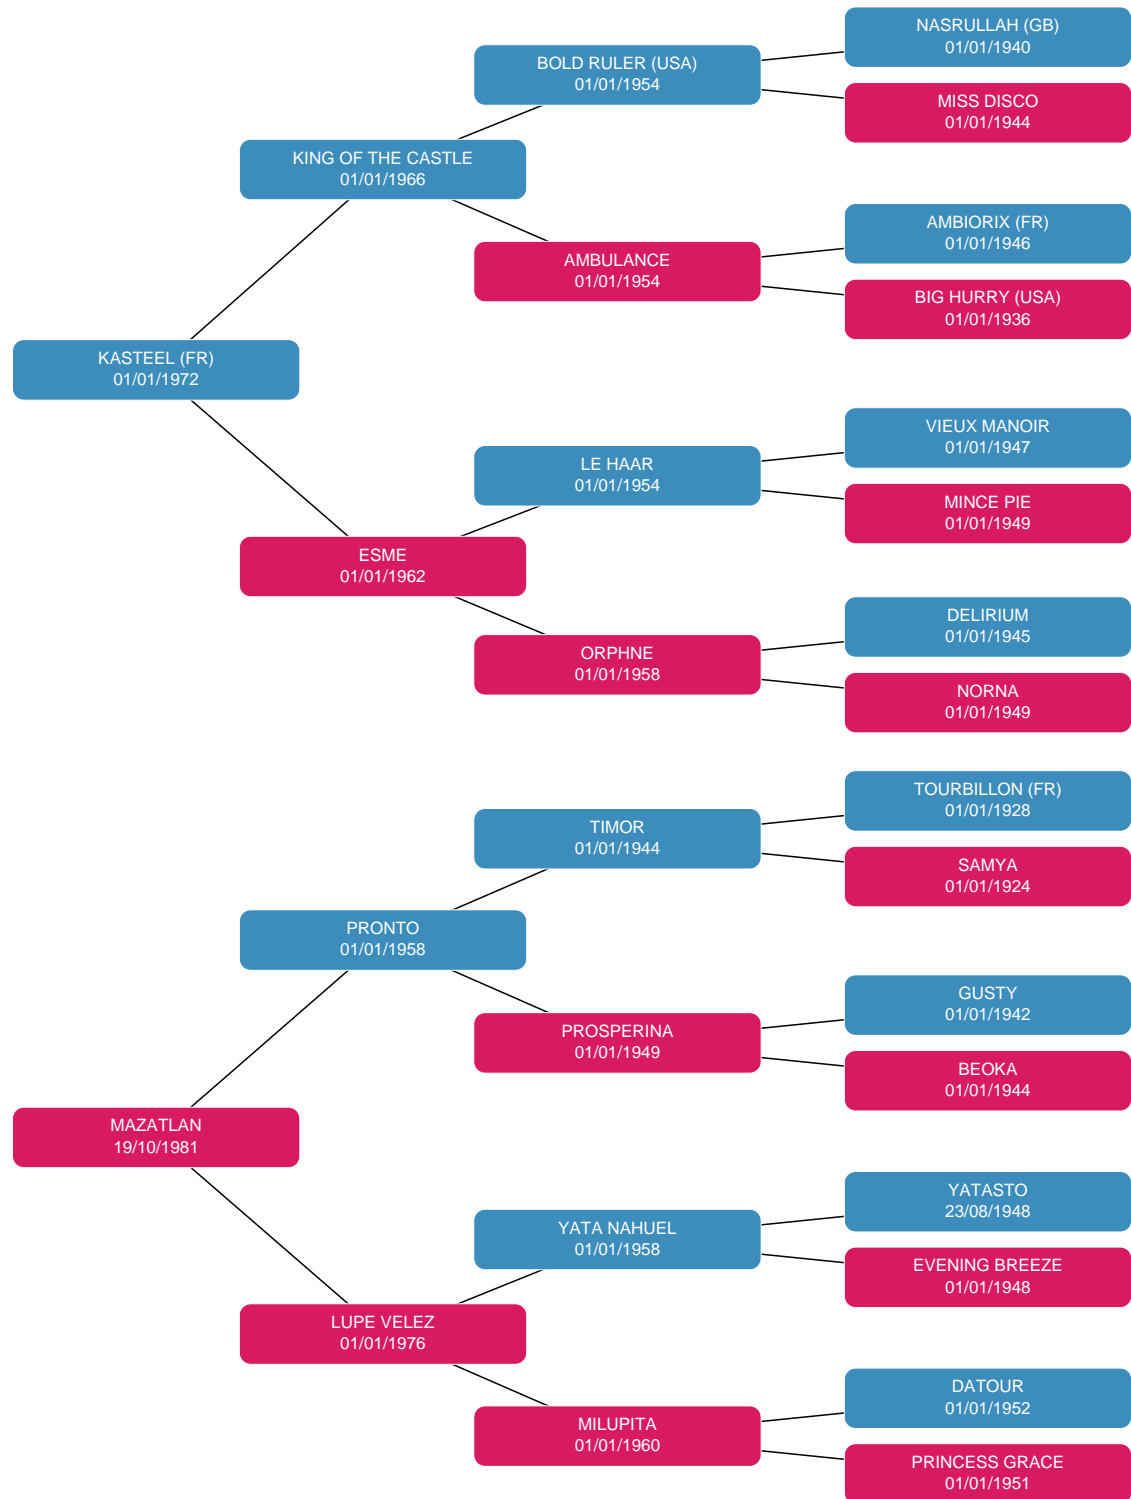 NASRULLAH (GB)
01/01/1940
BOLD RULER (USA)
01/01/1954
MISS DISCO
01/01/1944
KING OF THE CASTLE
01/01/1966
AMBIORIX (FR)
01/01/1946
AMBULANCE
01/01/1954
BIG HURRY (USA)
01/01/1936
KASTEEL (FR)
01/01/1972
VIEUX MANOIR
01/01/1947
LE HAAR
01/01/1954
MINCE PIE
01/01/1949
ESME
01/01/1962
DELIRIUM
01/01/1945
ORPHNE
01/01/1958
NORNA
01/01/1949
TOURBILLON (FR)
01/01/1928
TIMOR
01/01/1944
SAMYA
01/01/1924
PRONTO
01/01/1958
GUSTY
01/01/1942
PROSPERINA
01/01/1949
BEOKA
01/01/1944
MAZATLAN
19/10/1981
YATASTO
23/08/1948
YATA NAHUEL
01/01/1958
EVENING BREEZE
01/01/1948
LUPE VELEZ
01/01/1976
DATOUR
01/01/1952
MILUPITA
01/01/1960
PRINCESS GRACE
01/01/1951